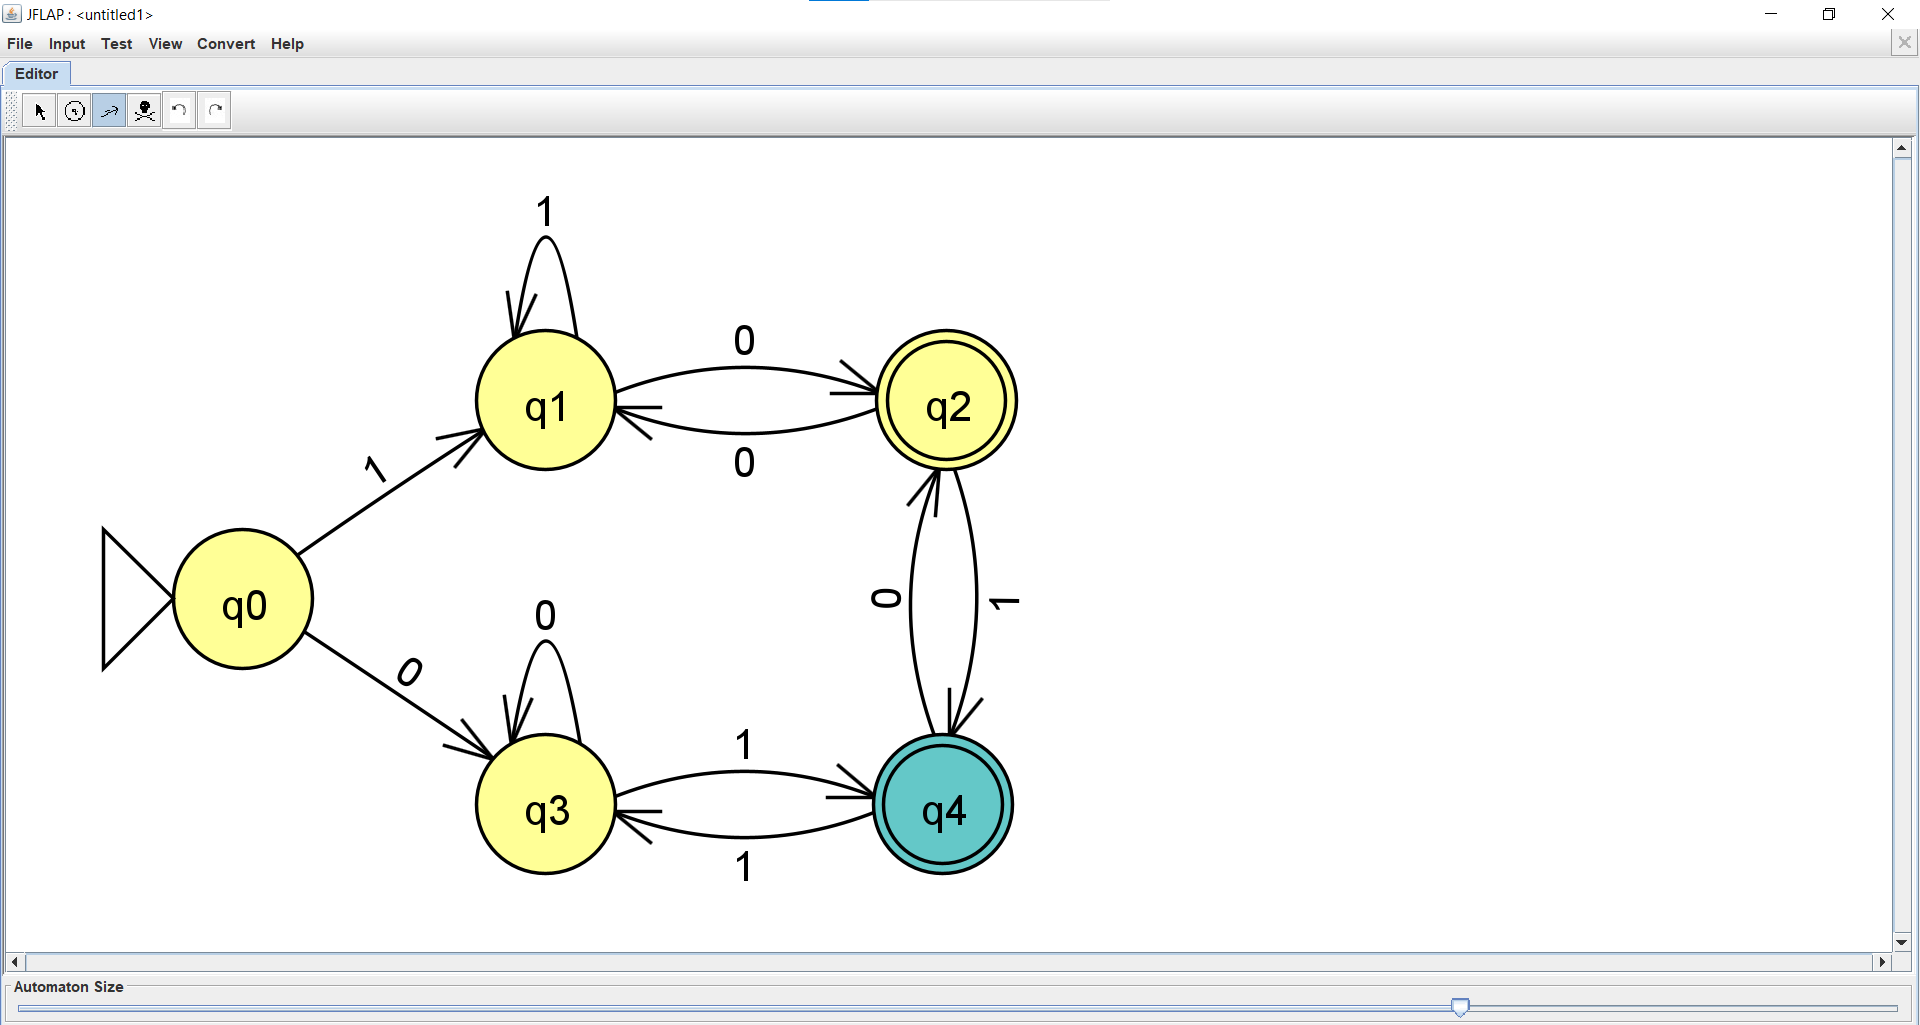 JFLAP : <untitled1>
File Input Test View Convert Help
Editor
1
0
q1 q2
0
1
q0
0
0
0 1
1
q3 q4
1
Automaton Size